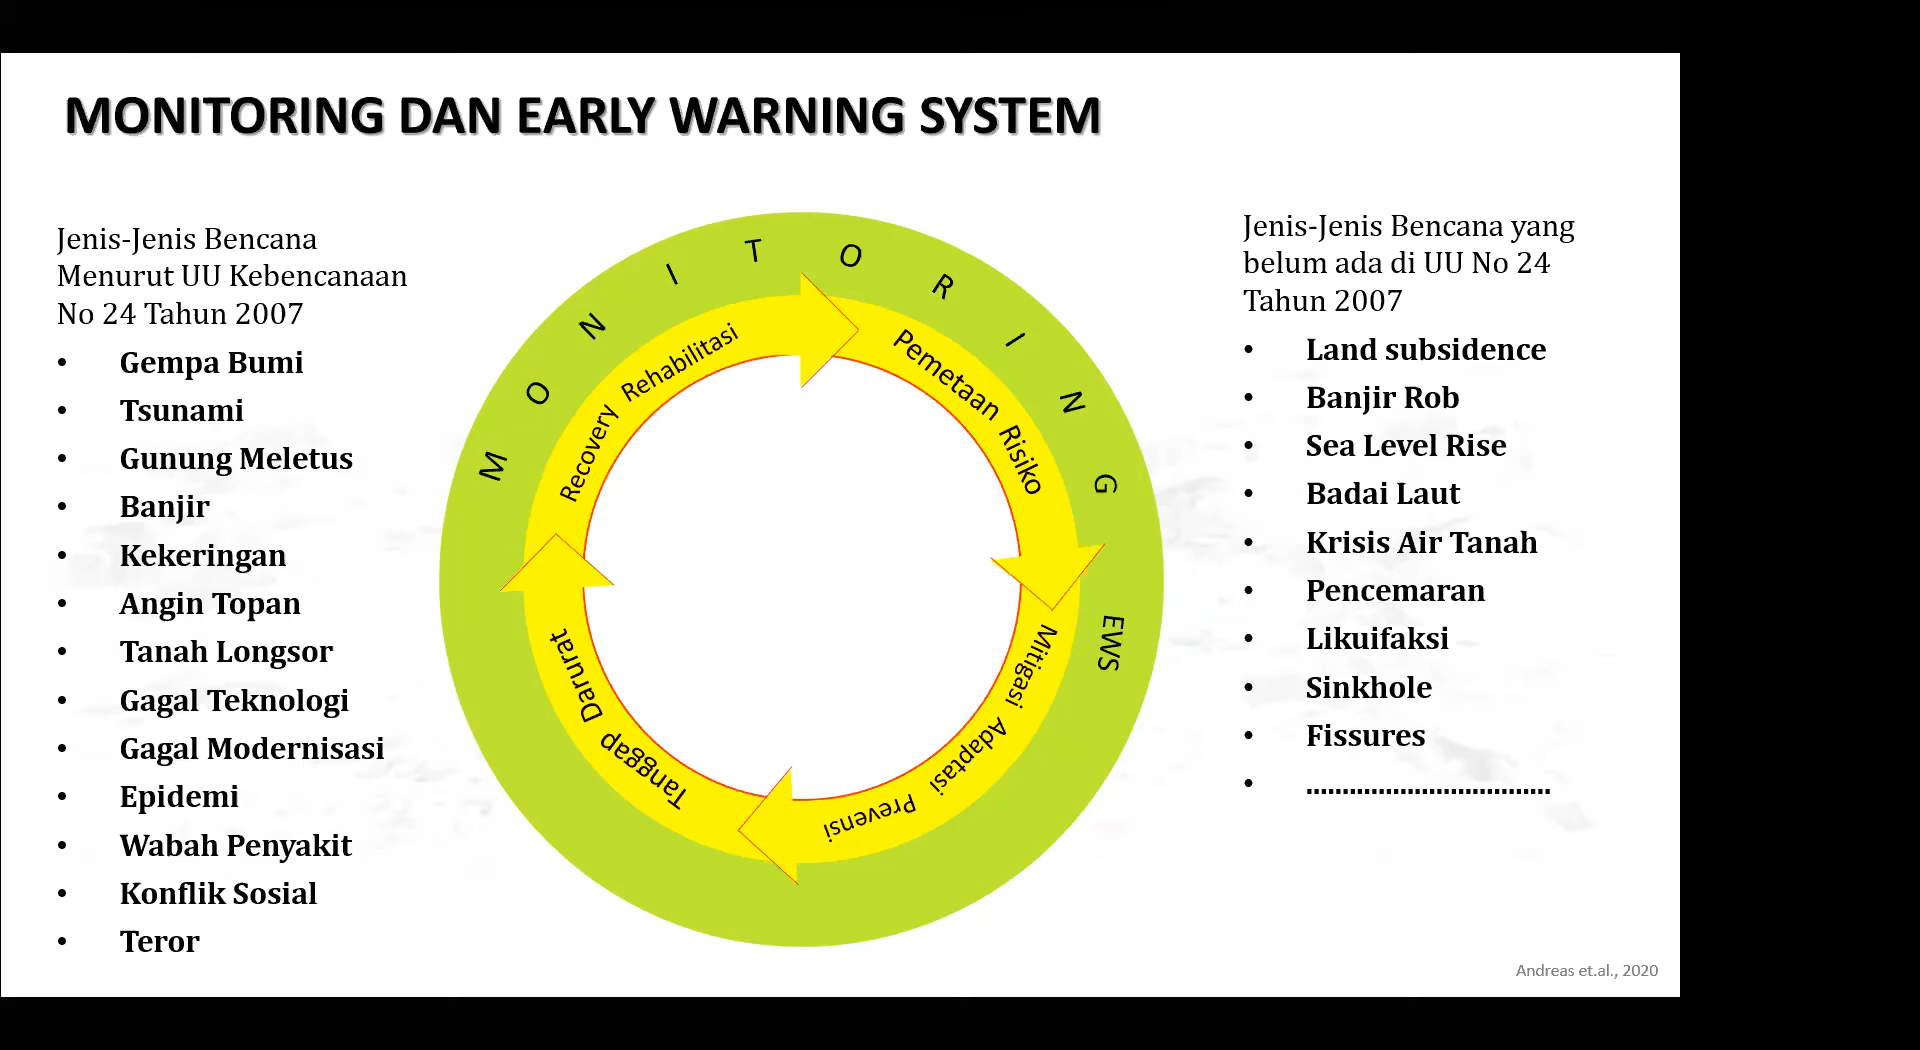 MONITORING DAN EARLY WARNING SYSTEM
Jenis-Jenis Bencana
Menurut UU Kebencanaan
No 24 Tahun 2007
• Gempa Bumi
• Tsunami
• Gunung Meletus
• Banjir
• Kekeringan
• Angin Topan
• Tanah Longsor
• Gagal Teknologi
• Gagal Modernisasi
• Epidemi
• Wabah Penyakit
• Konflik Sosial
• Teror
MONITORING
EWS
Pemetaan Risiko
Mitigasi Adaptasi Prevensi
Tanggap Darurat
Recovery Rehabilitasi
Jenis-Jenis Bencana yang
belum ada di UU No 24
Tahun 2007
• Land subsidence
• Banjir Rob
• Sea Level Rise
• Badai Laut
• Krisis Air Tanah
• Pencemaran
• Likuifaksi
• Sinkhole
• Fissures
• ..................................
Andreas et.al., 2020